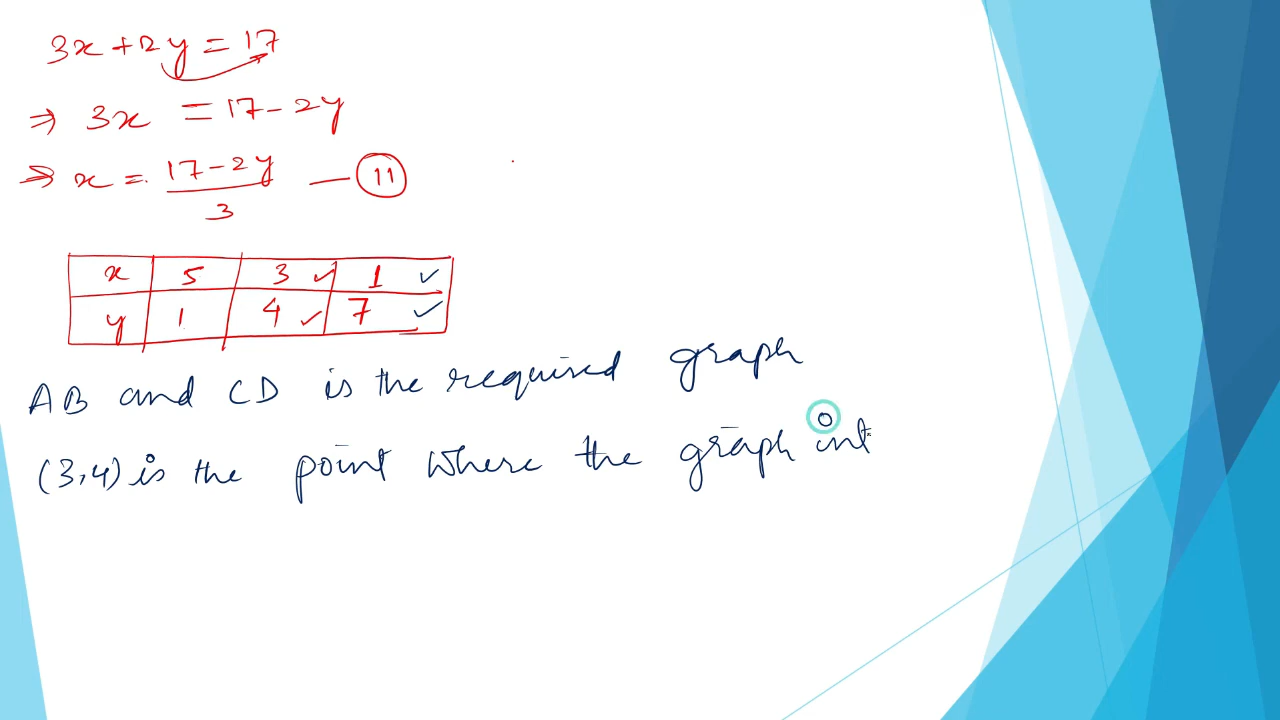 3x + 2y = 17
⇒ 3x = 17 - 2y
⇒ x = (17 - 2y)/3 — (11)
x 5 3 ✓ 1 ✓
y 1 4 ✓ 7 ✓
AB and CD is the required graph
(3,4) is the point where the graph int